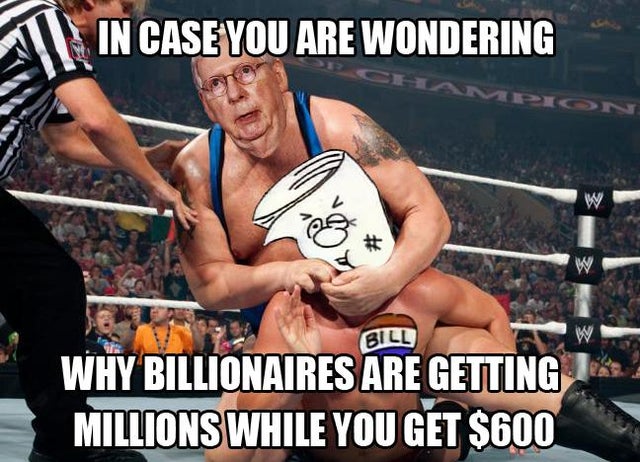 IN CASE YOU ARE WONDERING
CHAMPION
W
W
W
BILL
#
WHY BILLIONAIRES ARE GETTING
MILLIONS WHILE YOU GET $600